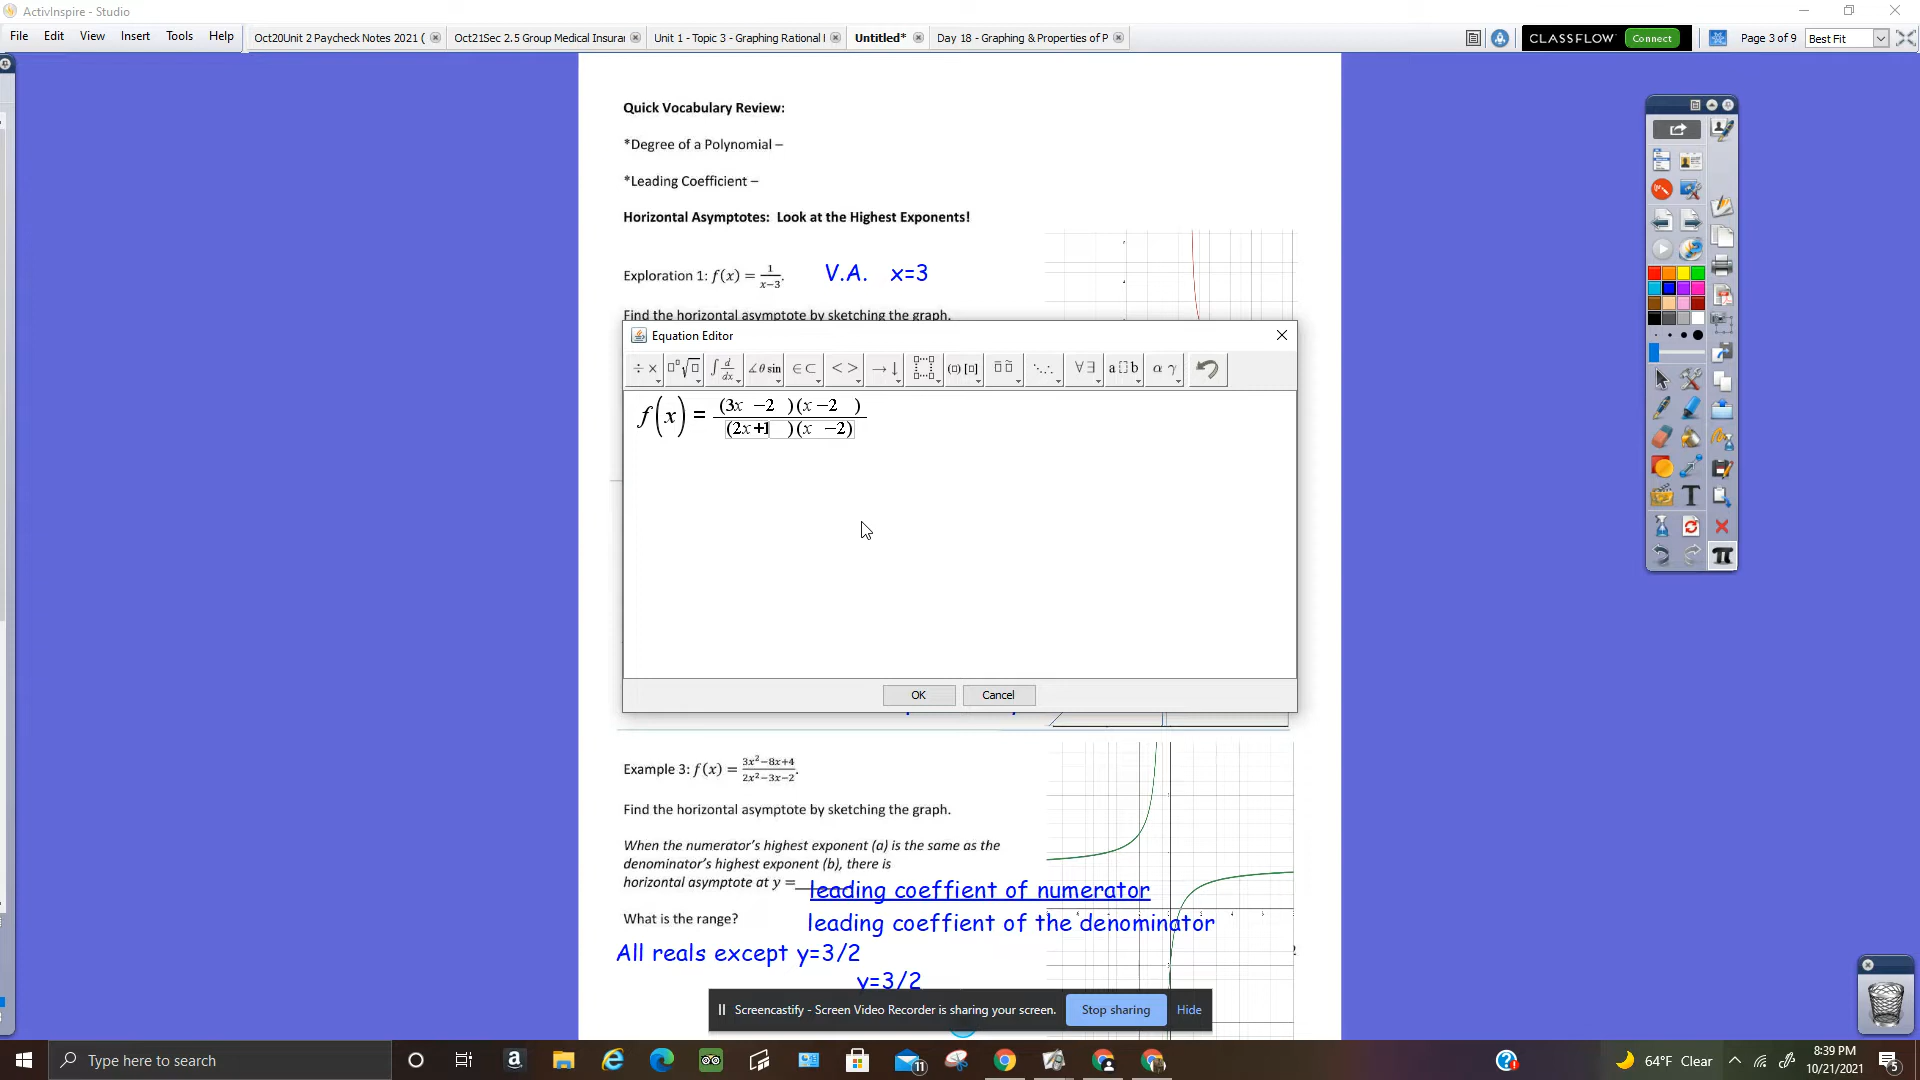 ActivInspire - Studio
File Edit View Insert Tools Help
Oct20Unit 2 Paycheck Notes 2021 ( Oct21Sec 2.5 Group Medical Insurar Unit 1 - Topic 3 - Graphing Rational I Untitled* Day 18 - Graphing & Properties of P
CLASSFLOW Connect Page 3 of 9 Best Fit
Quick Vocabulary Review:
*Degree of a Polynomial –
*Leading Coefficient –
Horizontal Asymptotes: Look at the Highest Exponents!
Exploration 1: f(x) = 1/(x−3). V.A. x=3
Find the horizontal asymptote by sketching the graph.
Equation Editor
÷ × √ ∫ d/dx ∡θ sin ∈ ⊂ < > → ↓ (▫) [▫] ∀ ∃ a b α γ
f(x) = (3x −2 )(x −2 )
(2x+1 )(x −2)
OK Cancel
Example 3: f(x) = (3x²−8x+4)/(2x²−3x−2).
Find the horizontal asymptote by sketching the graph.
When the numerator's highest exponent (a) is the same as the
denominator's highest exponent (b), there is
horizontal asymptote at y =_____ leading coeffient of numerator
What is the range? leading coeffient of the denominator
All reals except y=3/2
y=3/2
Screencastify - Screen Video Recorder is sharing your screen. Stop sharing Hide
Type here to search
11
64°F Clear
8:39 PM
10/21/2021
5